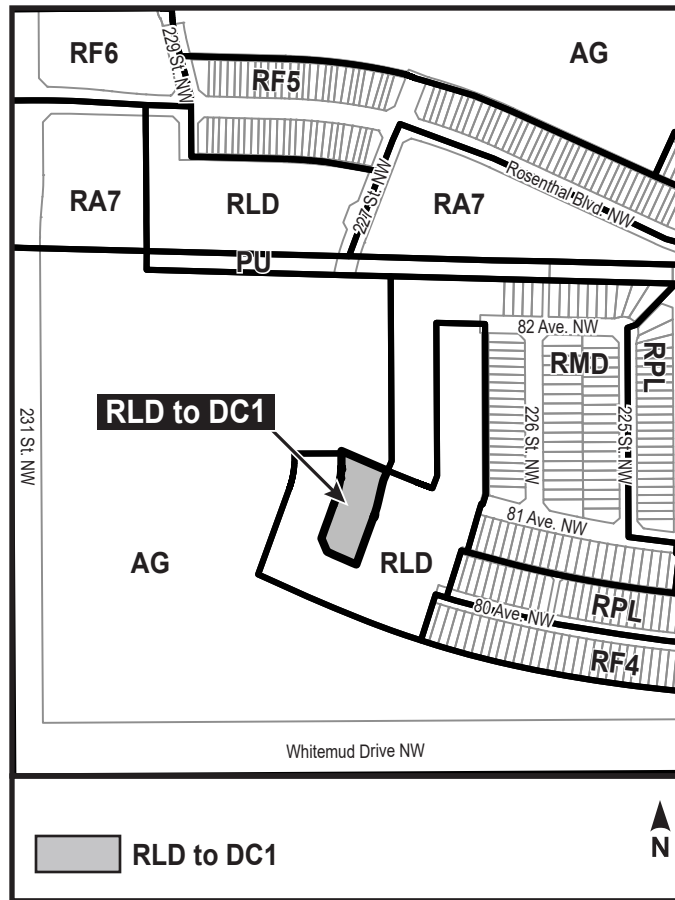 RF6
229 St. NW
RF5
AG
RA7
RLD
227 St. NW
RA7
Rosenthal Blvd. NW
PU
82 Ave. NW
RMD
RPL
231 St. NW
RLD to DC1
226 St. NW
225 St. NW
81 Ave. NW
AG
RLD
RPL
80 Ave. NW
RF4
Whitemud Drive NW
RLD to DC1
N